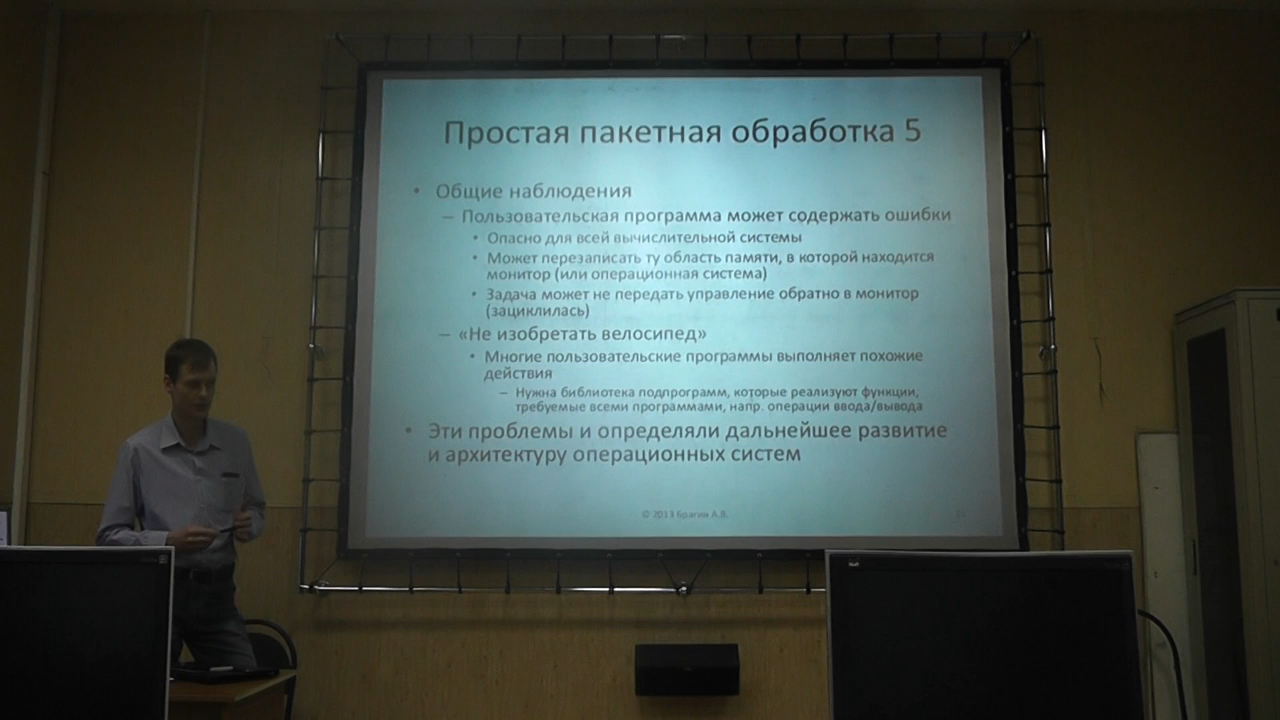 Простая пакетная обработка 5
• Общие наблюдения
– Пользовательская программа может содержать ошибки
• Опасно для всей вычислительной системы
• Может перезаписать ту область памяти, в которой находится
монитор (или операционная система)
• Задача может не передать управление обратно в монитор
(зациклилась)
– «Не изобретать велосипед»
• Многие пользовательские программы выполняет похожие
действия
– Нужна библиотека подпрограмм, которые реализуют функции,
требуемые всеми программами, напр. операции ввода/вывода
• Эти проблемы и определяли дальнейшее развитие
и архитектуру операционных систем
© 2013 Брагин А.В.